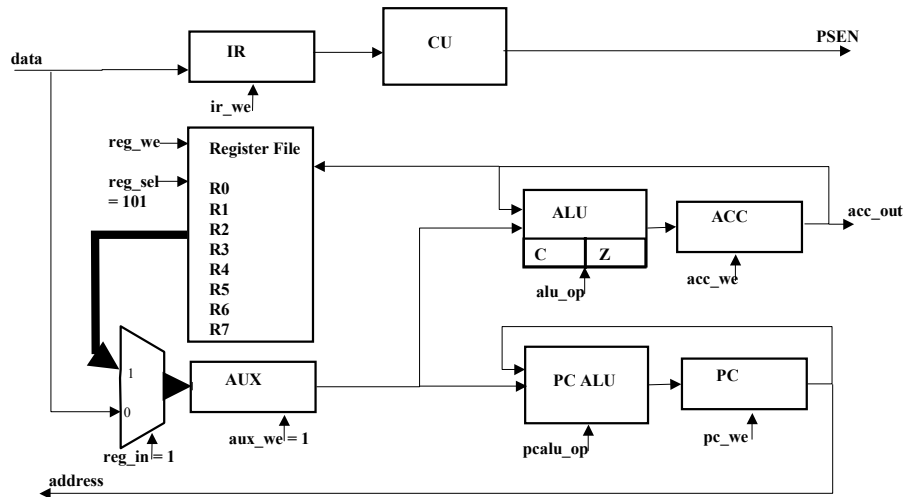 data
IR
CU
PSEN
ir_we
reg_we
reg_sel
= 101
Register File
R0
R1
R2
R3
R4
R5
R6
R7
ALU
C
Z
alu_op
ACC
acc_we
acc_out
1
0
reg_in = 1
AUX
aux_we = 1
PC ALU
pcalu_op
PC
pc_we
address